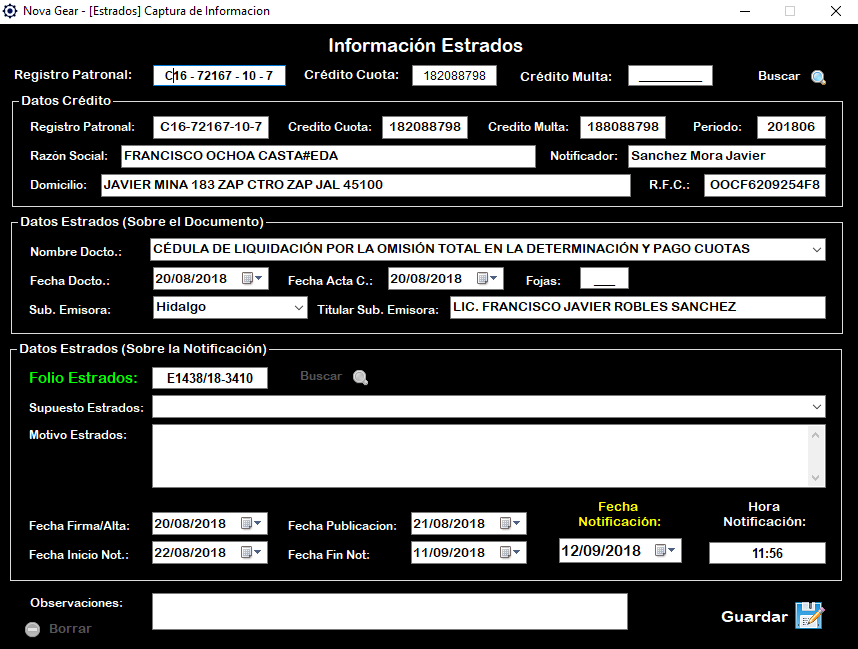 Nova Gear - [Estrados] Captura de Informacion
Información Estrados
Registro Patronal: C16 - 72167 - 10 - 7 Crédito Cuota: 182088798 Crédito Multa: __________ Buscar
Datos Crédito
Registro Patronal: C16-72167-10-7 Credito Cuota: 182088798 Credito Multa: 188088798 Periodo: 201806
Razón Social: FRANCISCO OCHOA CASTA#EDA Notificador: Sanchez Mora Javier
Domicilio: JAVIER MINA 183 ZAP CTRO ZAP JAL 45100 R.F.C.: OOCF6209254F8
Datos Estrados (Sobre el Documento)
Nombre Docto.: CÉDULA DE LIQUIDACIÓN POR LA OMISIÓN TOTAL EN LA DETERMINACIÓN Y PAGO CUOTAS
Fecha Docto.: 20/08/2018 Fecha Acta C.: 20/08/2018 Fojas: ___
Sub. Emisora: Hidalgo Titular Sub. Emisora: LIC. FRANCISCO JAVIER ROBLES SANCHEZ
Datos Estrados (Sobre la Notificación)
Folio Estrados: E1438/18-3410 Buscar
Supuesto Estrados:
Motivo Estrados:
Fecha Firma/Alta: 20/08/2018 Fecha Publicacion: 21/08/2018
Fecha Notificación: Hora Notificación:
Fecha Inicio Not.: 22/08/2018 Fecha Fin Not: 11/09/2018 12/09/2018 11:56
Observaciones:
Borrar
Guardar